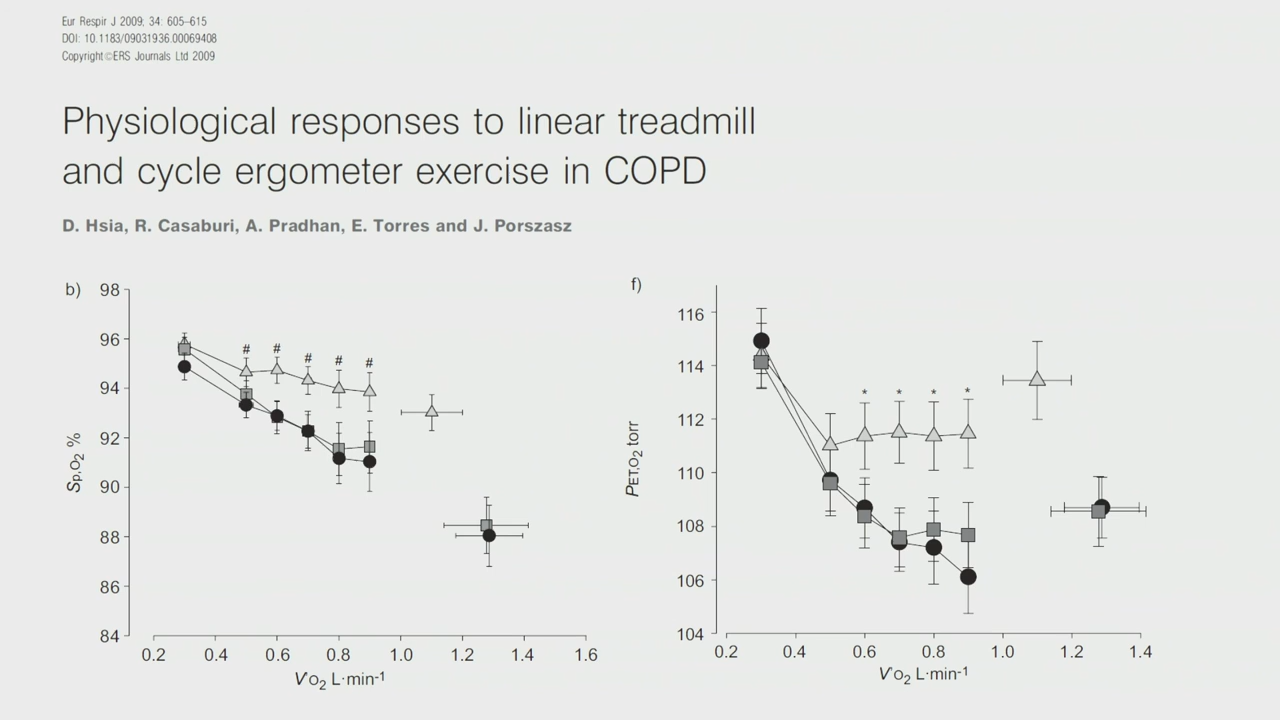 Eur Respir J 2009; 34: 605–615
DOI: 10.1183/09031936.00069408
Copyright©ERS Journals Ltd 2009
Physiological responses to linear treadmill
and cycle ergometer exercise in COPD
D. Hsia, R. Casaburi, A. Pradhan, E. Torres and J. Porszasz
b)
98
96
94
92
90
88
86
84
Sp,O2 %
# # # # #
0.2 0.4 0.6 0.8 1.0 1.2 1.4 1.6
V'O2 L·min-1
f)
116
114
112
110
108
106
104
PET,O2 torr
* * * *
0.2 0.4 0.6 0.8 1.0 1.2 1.4
V'O2 L·min-1